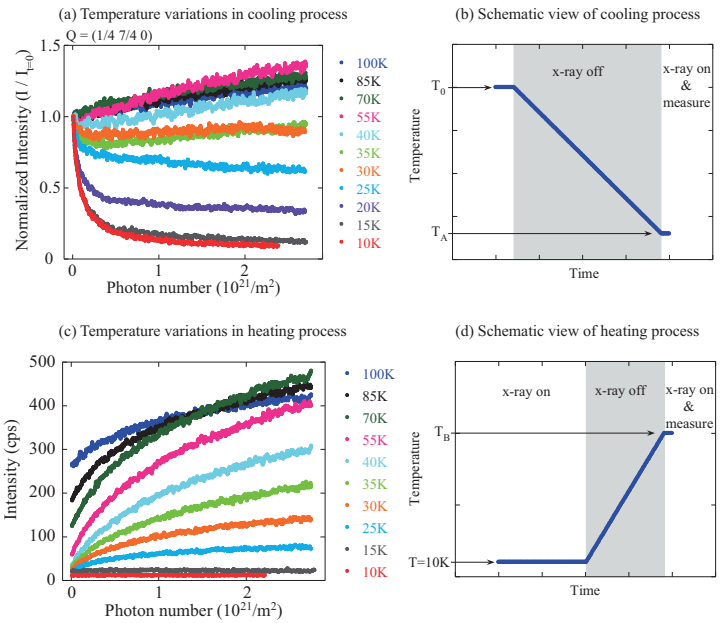 (a) Temperature variations in cooling process
Q = (1/4 7/4 0)
1.5
1.0
0.5
0
Normalized Intensity (I / I_{t=0})
0
1
2
Photon number (10^{21}/m^2)
100K
85K
70K
55K
40K
35K
30K
25K
20K
15K
10K
(b) Schematic view of cooling process
T_0
T_A
Temperature
x-ray off
x-ray on
&
measure
Time
(c) Temperature variations in heating process
500
400
300
200
100
0
Intensity (cps)
0
1
2
Photon number (10^{21}/m^2)
100K
85K
70K
55K
40K
35K
30K
25K
15K
10K
(d) Schematic view of heating process
T_B
T=10K
Temperature
x-ray on
x-ray off
x-ray on
&
measure
Time